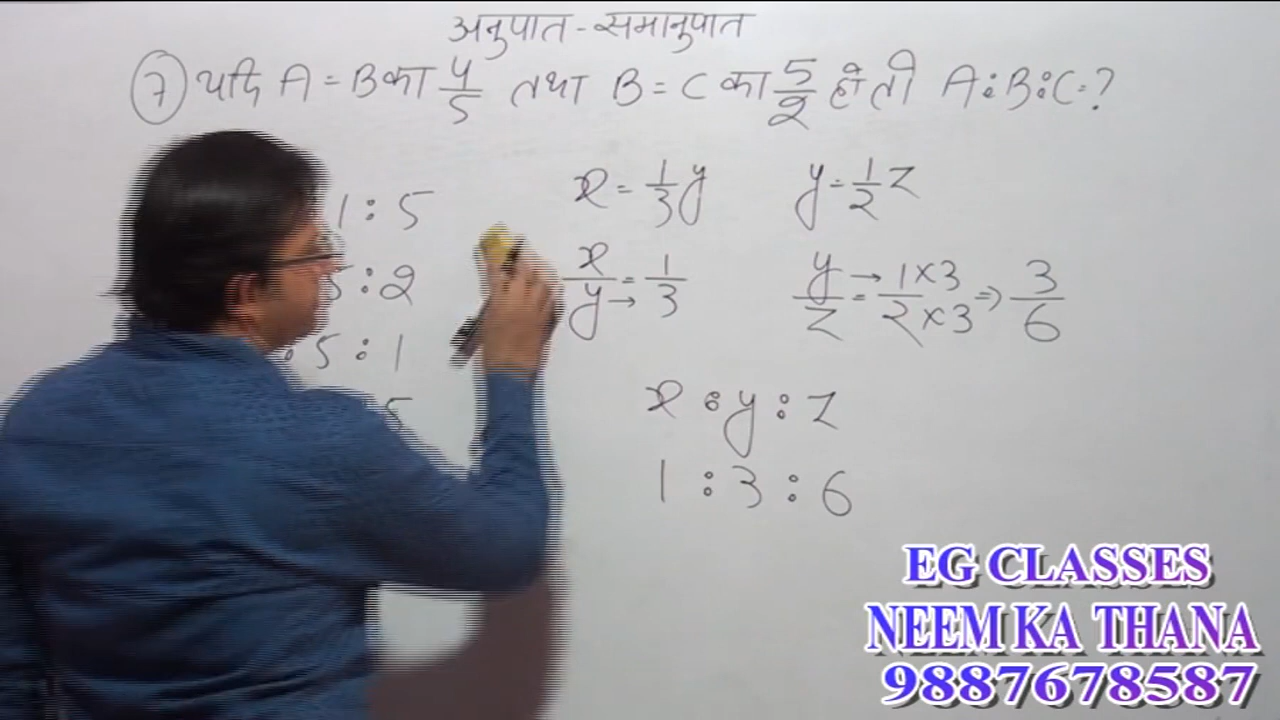 अनुपात - समानुपात
(7) यदि A = B का 4/5 तथा B = C का 5/2 हो तो A:B:C = ?
1 : 5
5 : 2
: 5 : 1
5
x = 1/3 y
y = 1/2 z
x/y → = 1/3
y/z → = 1×3/2×3 ⇒ 3/6
x : y : z
1 : 3 : 6
EG CLASSES
NEEM KA THANA
9887678587